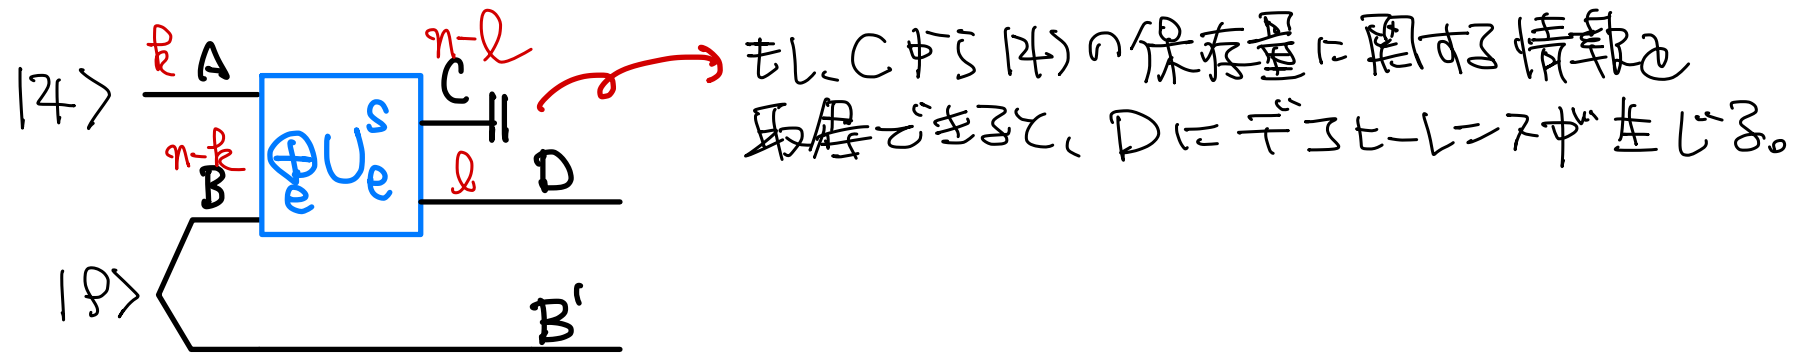 k A
|ψ⟩
n-k
B
⊕e U_e^S
n-l
C
l D
|ρ⟩
B'
もし、Cから|ψ⟩の保存量に関する情報を
取得できると、Dにデコヒーレンスが生じる。